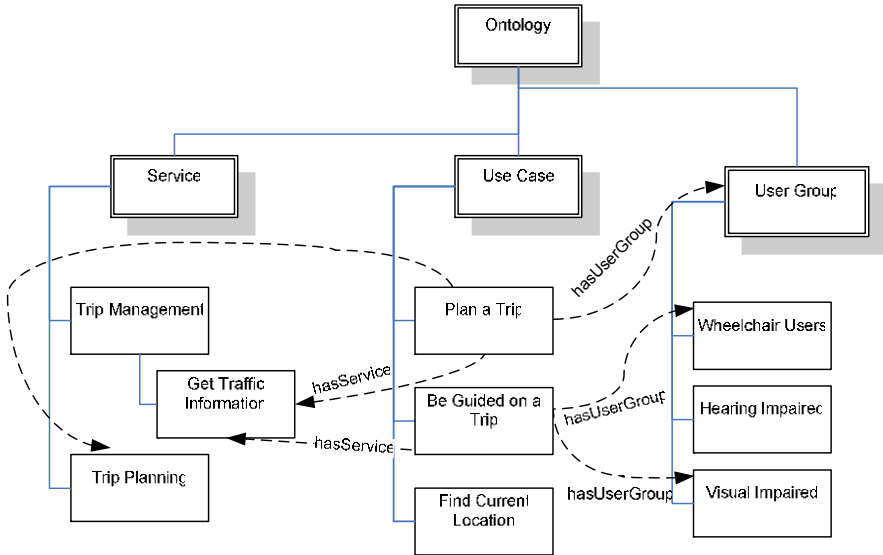 Ontology
Service
Use Case
User Group
hasUserGroup
Trip Management
Plan a Trip
Wheelchair Users
Get Traffic
Information
hasService
Be Guided on a
Trip
hasUserGroup
Hearing Impaired
hasService
Trip Planning
Find Current
Location
hasUserGroup
Visual Impaired